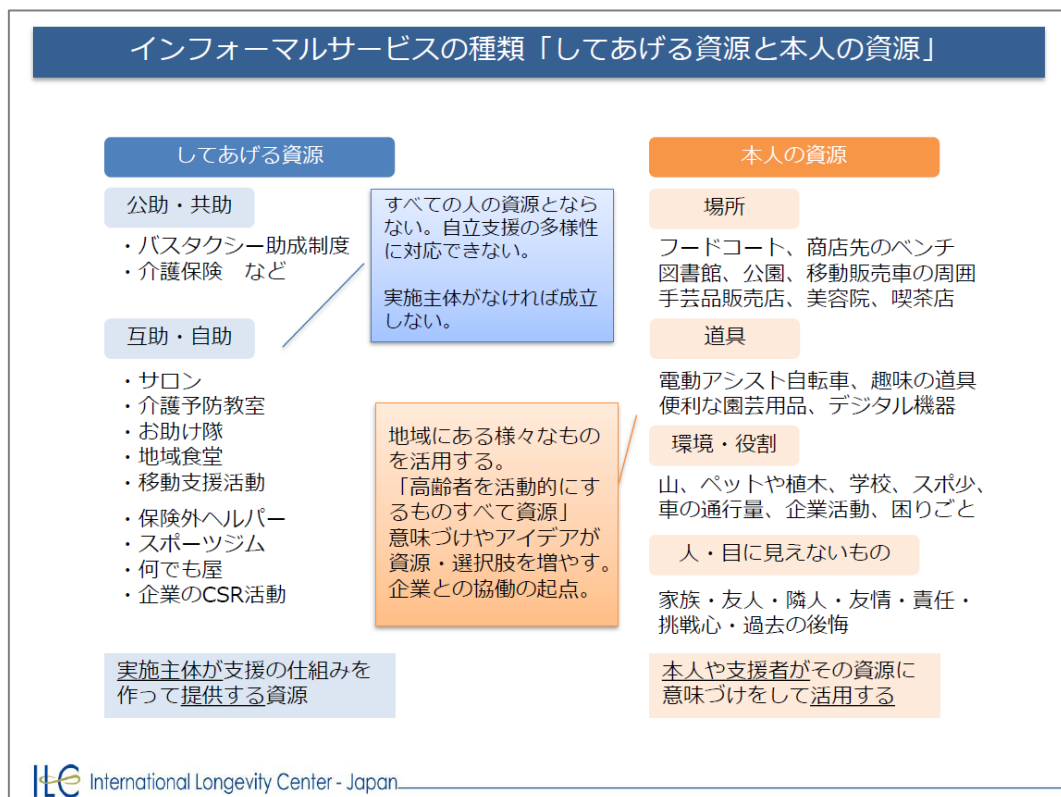 インフォーマルサービスの種類「してあげる資源と本人の資源」
してあげる資源
公助・共助
・バスタクシー助成制度
・介護保険　など
互助・自助
・サロン
・介護予防教室
・お助け隊
・地域食堂
・移動支援活動
・保険外ヘルパー
・スポーツジム
・何でも屋
・企業のCSR活動
実施主体が支援の仕組みを
作って提供する資源
すべての人の資源となら
ない。自立支援の多様性
に対応できない。
実施主体がなければ成立
しない。
地域にある様々なもの
を活用する。
「高齢者を活動的にす
るものすべて資源」
意味づけやアイデアが
資源・選択肢を増やす。
企業との協働の起点。
本人の資源
場所
フードコート、商店先のベンチ
図書館、公園、移動販売車の周囲
手芸品販売店、美容院、喫茶店
道具
電動アシスト自転車、趣味の道具
便利な園芸用品、デジタル機器
環境・役割
山、ペットや植木、学校、スポ少、
車の通行量、企業活動、困りごと
人・目に見えないもの
家族・友人・隣人・友情・責任・
挑戦心・過去の後悔
本人や支援者がその資源に
意味づけをして活用する
ILC International Longevity Center - Japan